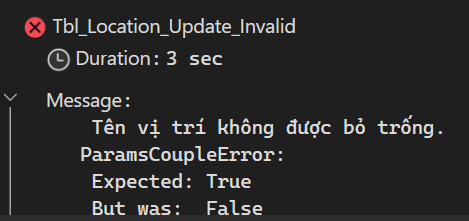 Tbl_Location_Update_Invalid
Duration: 3 sec
Message:
Tên vị trí không được bỏ trống.
ParamsCoupleError:
Expected: True
But was: False